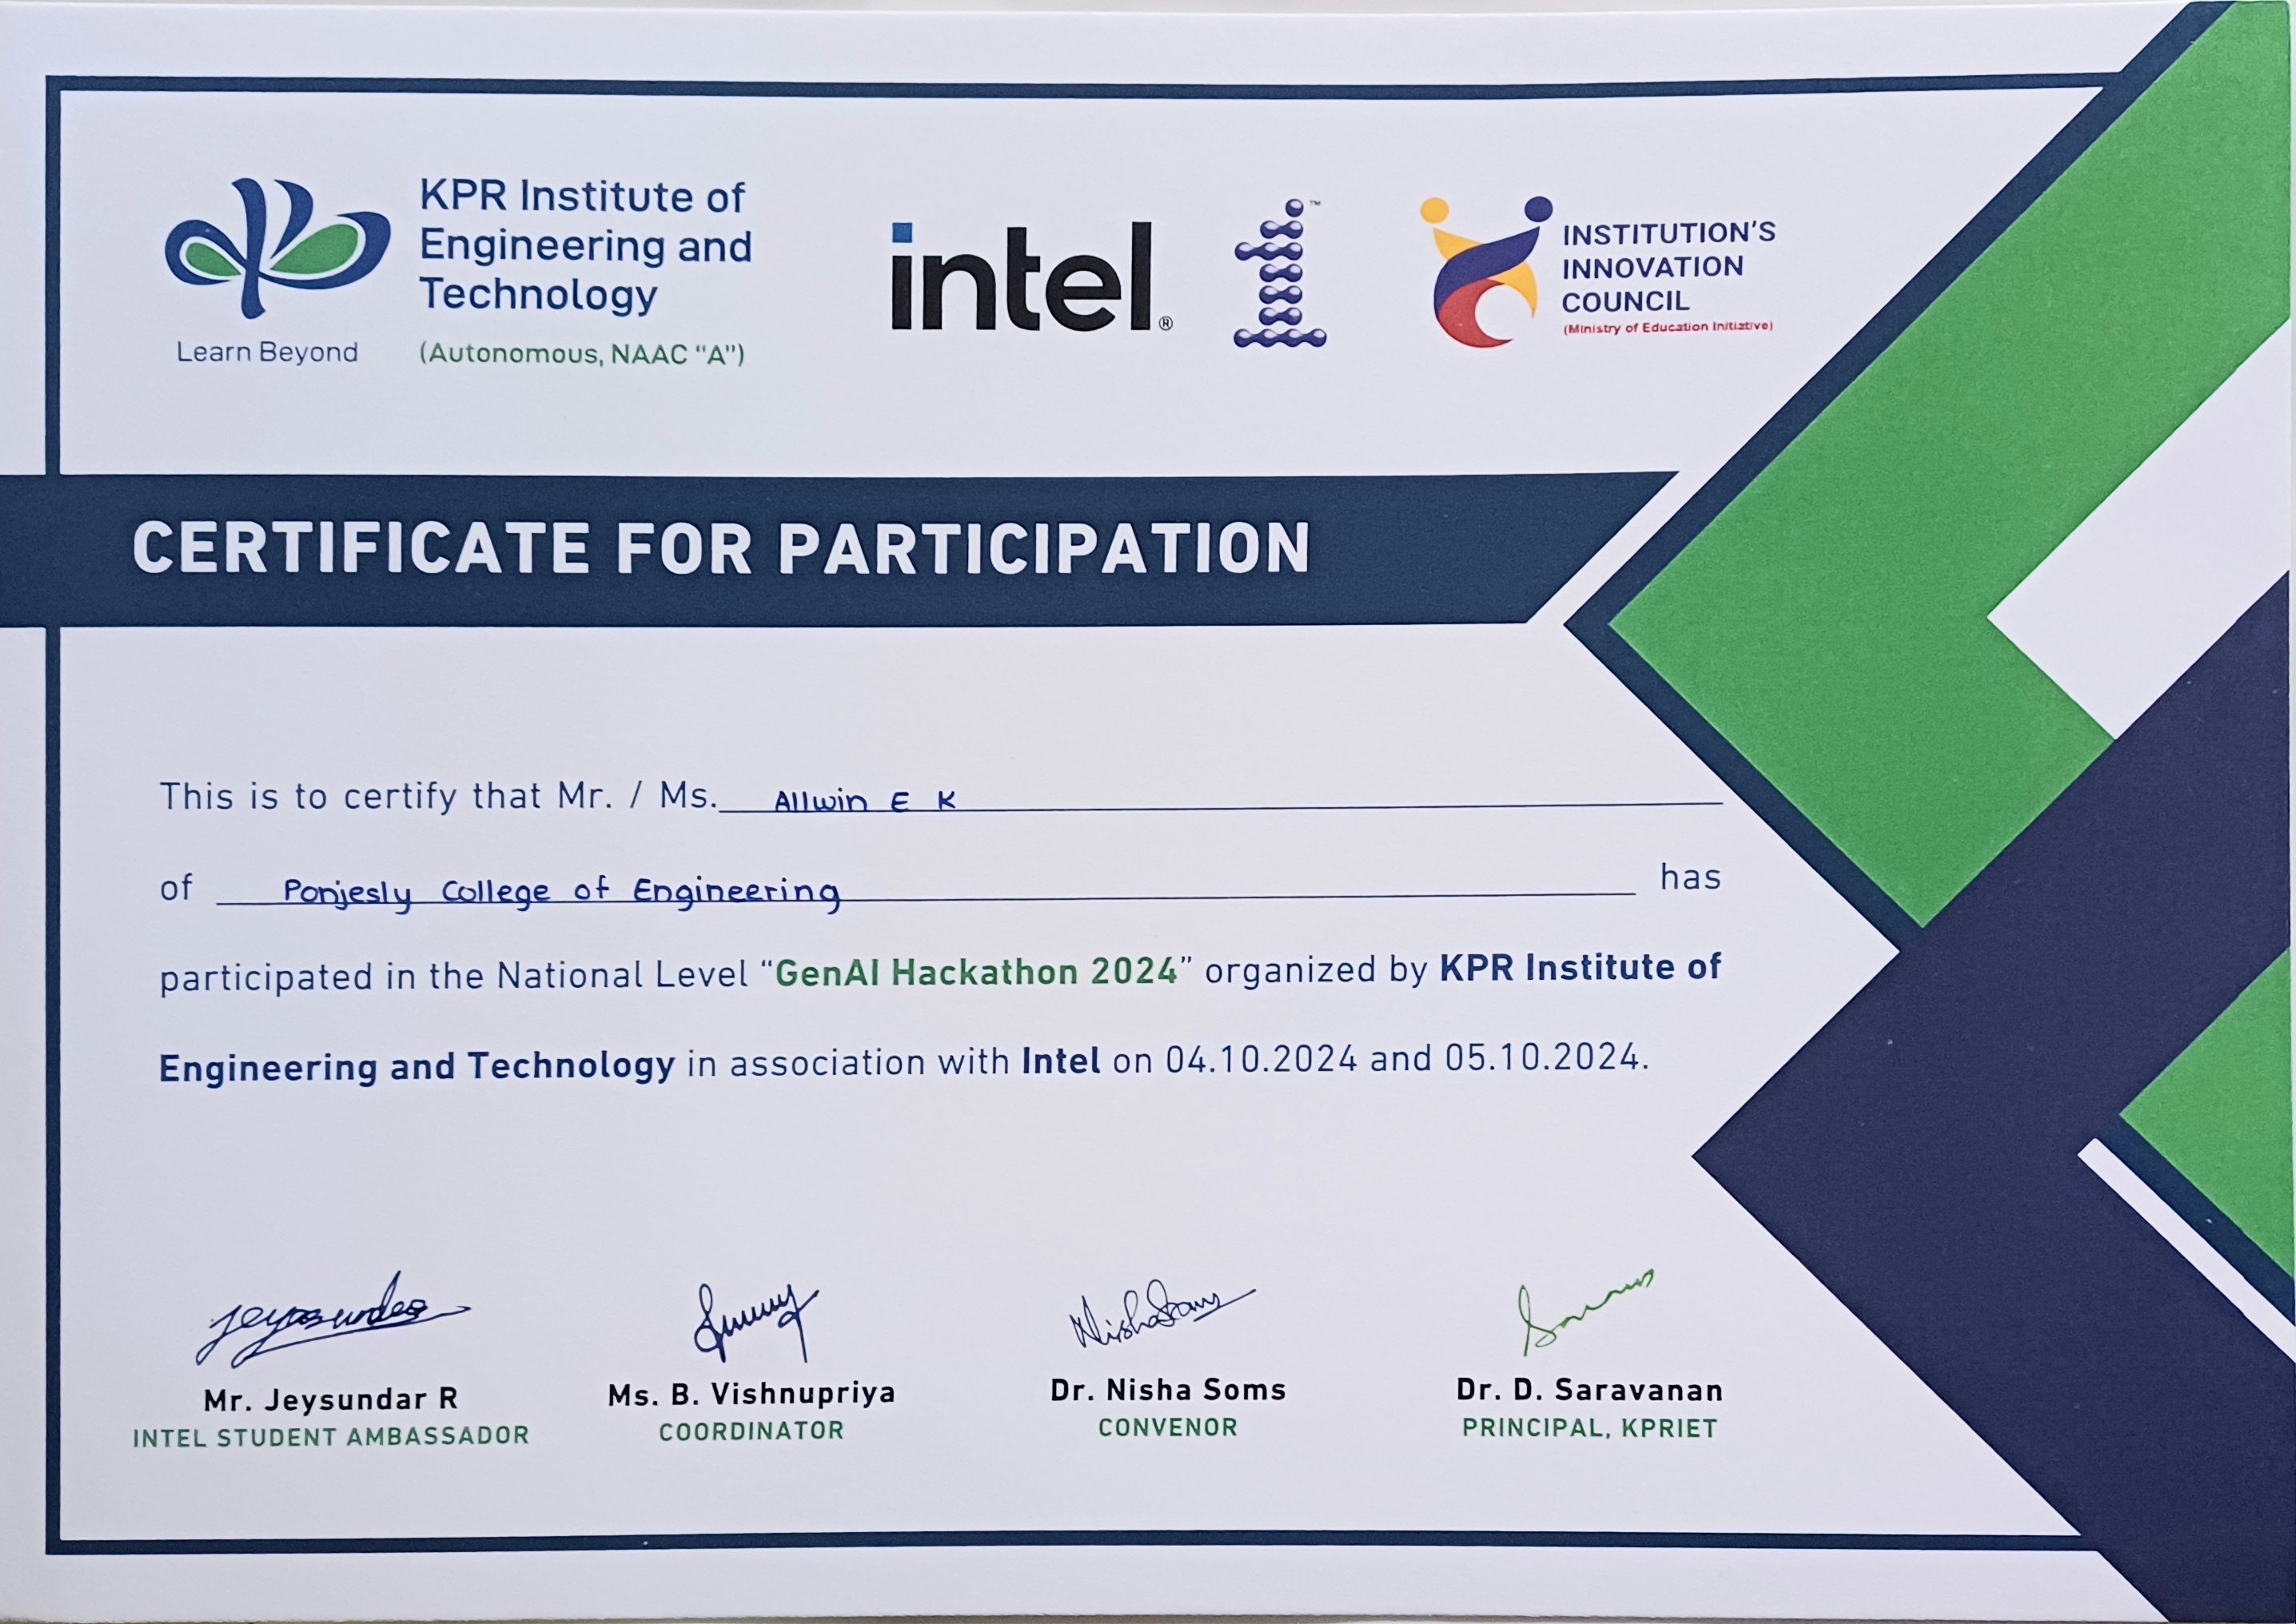 KPR Institute of
Engineering and
Technology
Learn Beyond
(Autonomous, NAAC "A")
intel®
™
INSTITUTION'S
INNOVATION
COUNCIL
(Ministry of Education Initiative)
CERTIFICATE FOR PARTICIPATION
This is to certify that Mr. / Ms. Allwin E K
of Ponjesly College of Engineering has
participated in the National Level "GenAI Hackathon 2024" organized by KPR Institute of
Engineering and Technology in association with Intel on 04.10.2024 and 05.10.2024.
Jeysundar
Mr. Jeysundar R
INTEL STUDENT AMBASSADOR
Ms. B. Vishnupriya
COORDINATOR
Nisha Soms
Dr. Nisha Soms
CONVENOR
Dr. D. Saravanan
PRINCIPAL, KPRIET